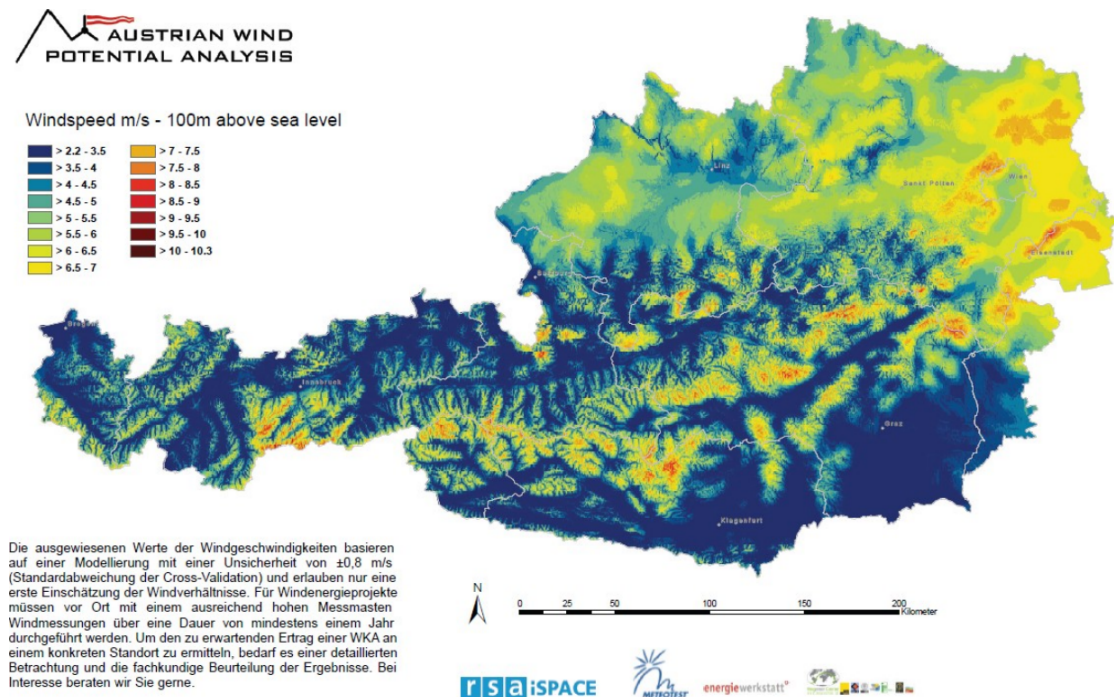 AUSTRIAN WIND
POTENTIAL ANALYSIS
Windspeed m/s - 100m above sea level
> 2.2 - 3.5
> 3.5 - 4
> 4 - 4.5
> 4.5 - 5
> 5 - 5.5
> 5.5 - 6
> 6 - 6.5
> 6.5 - 7
> 7 - 7.5
> 7.5 - 8
> 8 - 8.5
> 8.5 - 9
> 9 - 9.5
> 9.5 - 10
> 10 - 10.3
Linz
Sankt Pölten
Wien
Eisenstadt
Salzburg
Bregenz
Innsbruck
Graz
Klagenfurt
Die ausgewiesenen Werte der Windgeschwindigkeiten basieren
auf einer Modellierung mit einer Unsicherheit von ±0,8 m/s
(Standardabweichung der Cross-Validation) und erlauben nur eine
erste Einschätzung der Windverhältnisse. Für Windenergieprojekte
müssen vor Ort mit einem ausreichend hohen Messmasten
Windmessungen über eine Dauer von mindestens einem Jahr
durchgeführt werden. Um den zu erwartenden Ertrag einer WKA an
einem konkreten Standort zu ermitteln, bedarf es einer detaillierten
Betrachtung und die fachkundige Beurteilung der Ergebnisse. Bei
Interesse beraten wir Sie gerne.
N
0 25 50 100 150 200
Kilometer
rsa iSPACE
METEOTEST
energiewerkstatt°